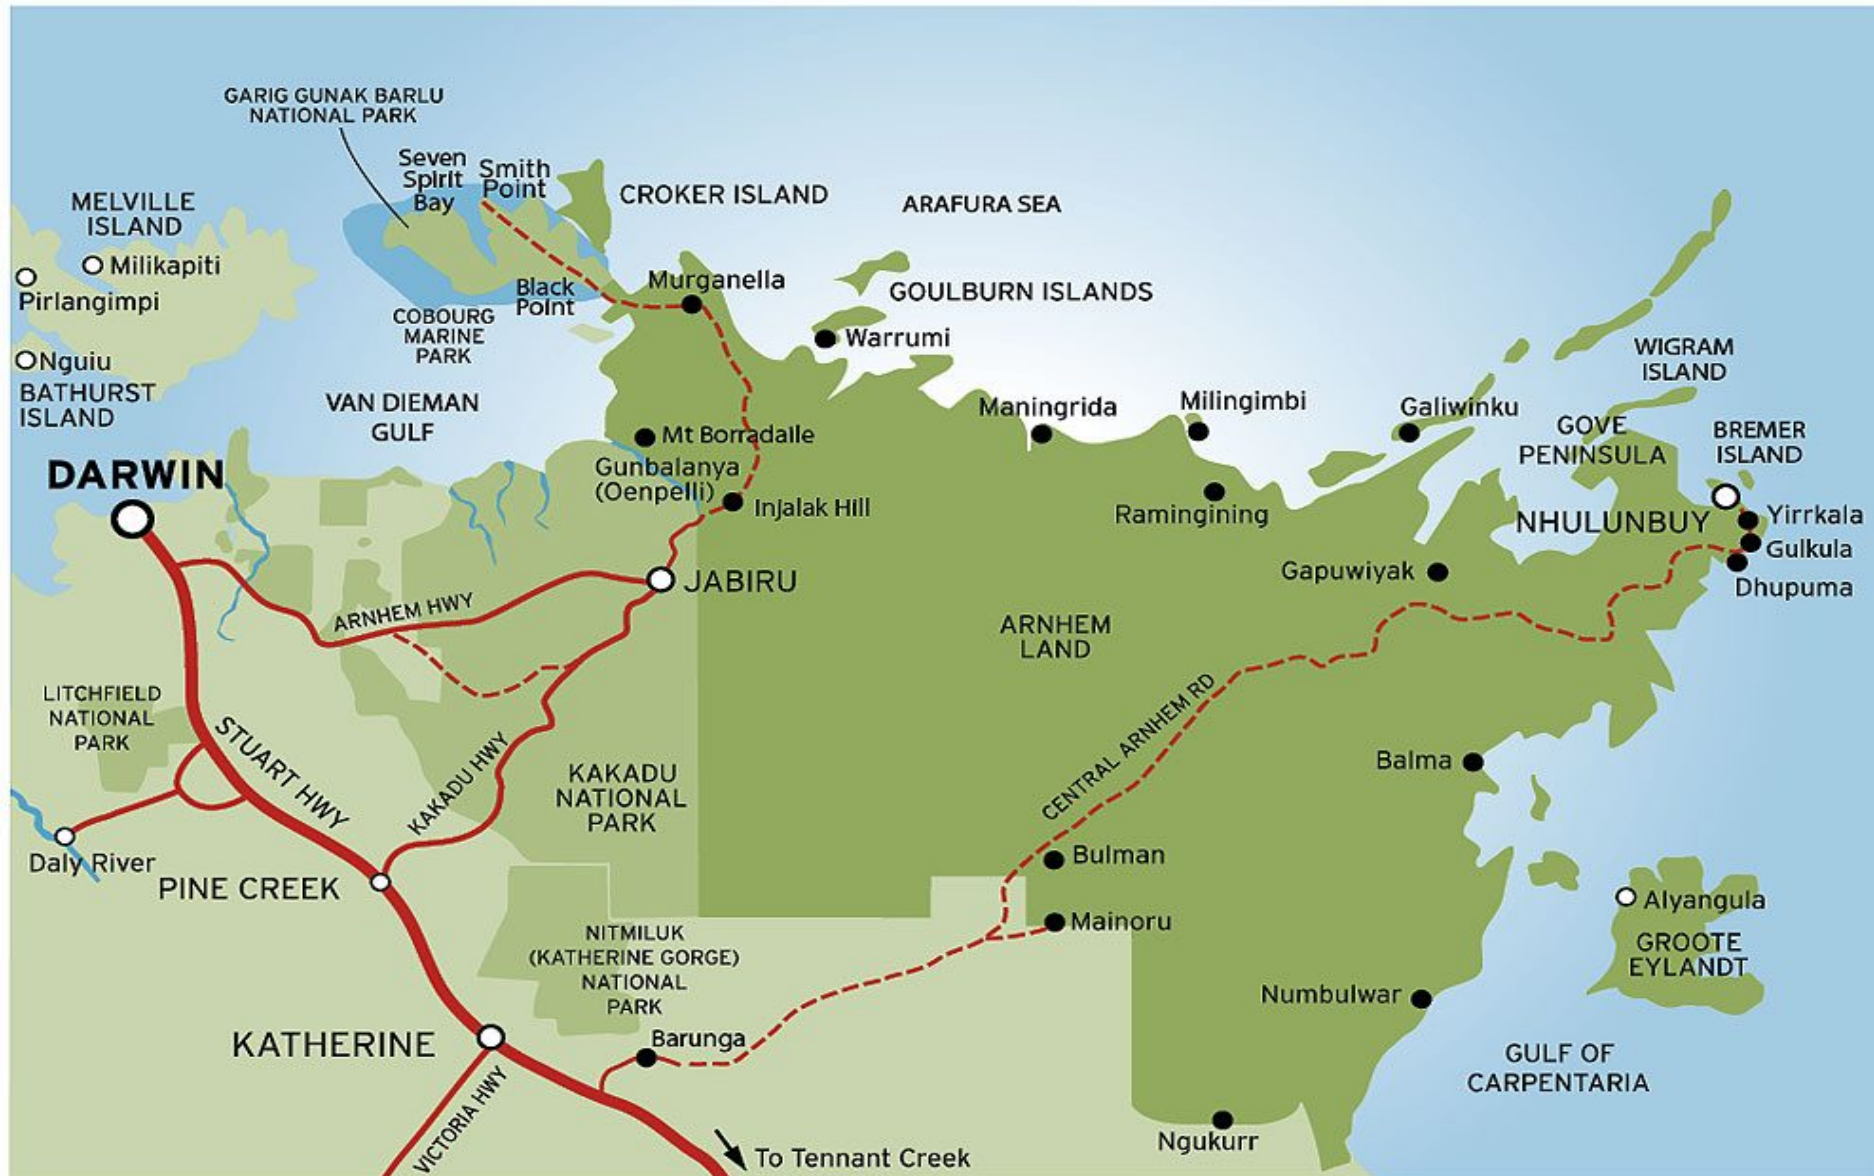 GARIG GUNAK BARLU
NATIONAL PARK
Seven
Spirit
Bay
Smith
Point
CROKER ISLAND
ARAFURA SEA
MELVILLE
ISLAND
Milikapiti
Pirlangimpi
Black
Point
Murganella
GOULBURN ISLANDS
COBOURG
MARINE
PARK
Warrumi
WIGRAM
ISLAND
Nguiu
BATHURST
ISLAND
VAN DIEMAN
GULF
Maningrida
Milingimbi
Galiwinku
GOVE
PENINSULA
BREMER
ISLAND
Mt Borradaile
DARWIN
Gunbalanya
(Oenpelli)
Injalak Hill
Ramingining
NHULUNBUY
Yirrkala
Gulkula
Dhupuma
Gapuwiyak
JABIRU
ARNHEM HWY
ARNHEM
LAND
LITCHFIELD
NATIONAL
PARK
STUART HWY
KAKADU HWY
KAKADU
NATIONAL
PARK
CENTRAL ARNHEM RD
Balma
Daly River
PINE CREEK
Bulman
Mainoru
Alyangula
GROOTE
EYLANDT
NITMILUK
(KATHERINE GORGE)
NATIONAL
PARK
Numbulwar
KATHERINE
Barunga
GULF OF
CARPENTARIA
VICTORIA HWY
Ngukurr
To Tennant Creek